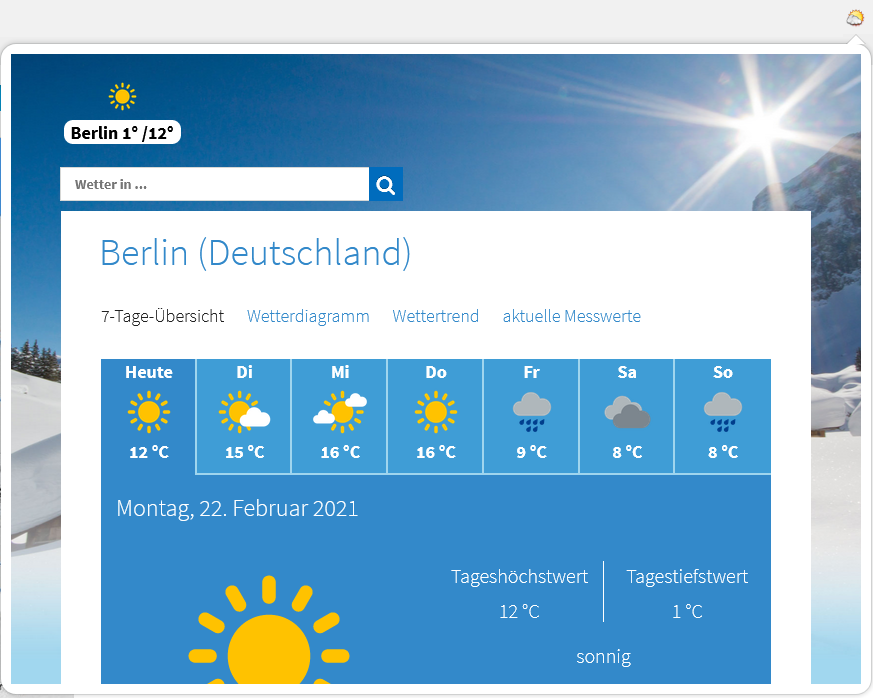 Berlin 1° /12°
Wetter in ...
Berlin (Deutschland)
7-Tage-Übersicht Wetterdiagramm Wettertrend aktuelle Messwerte
Heute Di Mi Do Fr Sa So
12 °C 15 °C 16 °C 16 °C 9 °C 8 °C 8 °C
Montag, 22. Februar 2021
Tageshöchstwert Tagestiefstwert
12 °C 1 °C
sonnig